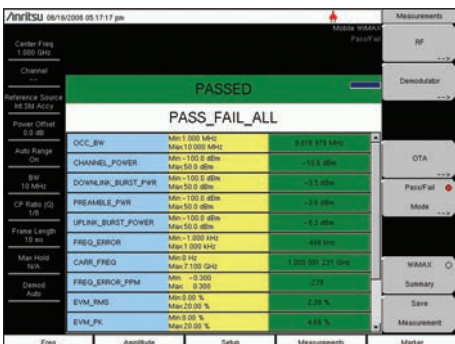 Anritsu 06/16/2008 05:17:17 pm
Mobile WiMAX
Pass/Fail
Measurements
Center Freq
1.000 GHz
Channel
--
Reference Source
Int Std Accy
Power Offset
0.0 dB
Auto Range
On
BW
10 MHz
CP Ratio (G)
1/8
Frame Length
10 ms
Max Hold
N/A
Demod
Auto
PASSED
PASS_FAIL_ALL
OCC_BW Min:1.000 MHz
Max:10.000 MHz
CHANNEL_POWER Min:-100.0 dBm
Max:50.0 dBm
DOWNLINK_BURST_PWR Min:-100.0 dBm
Max:50.0 dBm
PREAMBLE_PWR Min:-100.0 dBm
Max:50.0 dBm
UPLINK_BURST_POWER Min:-100.0 dBm
Max:50.0 dBm
FREQ_ERROR Min:-1.000 kHz
Max:1.000 kHz
CARR_FREQ Min:0 Hz
Max:7.100 GHz
FREQ_ERROR_PPM Min: -0.300
Max: 0.300
EVM_RMS Min:0.00 %
Max:20.00 %
EVM_PK Min:0.00 %
Max:20.00 %
RF
-->
Demodulator
-->
OTA
-->
Pass/Fail
Mode
-->
WiMAX
Summary
Save
Measurement
Freq Amplitude Setup Measurements Marker